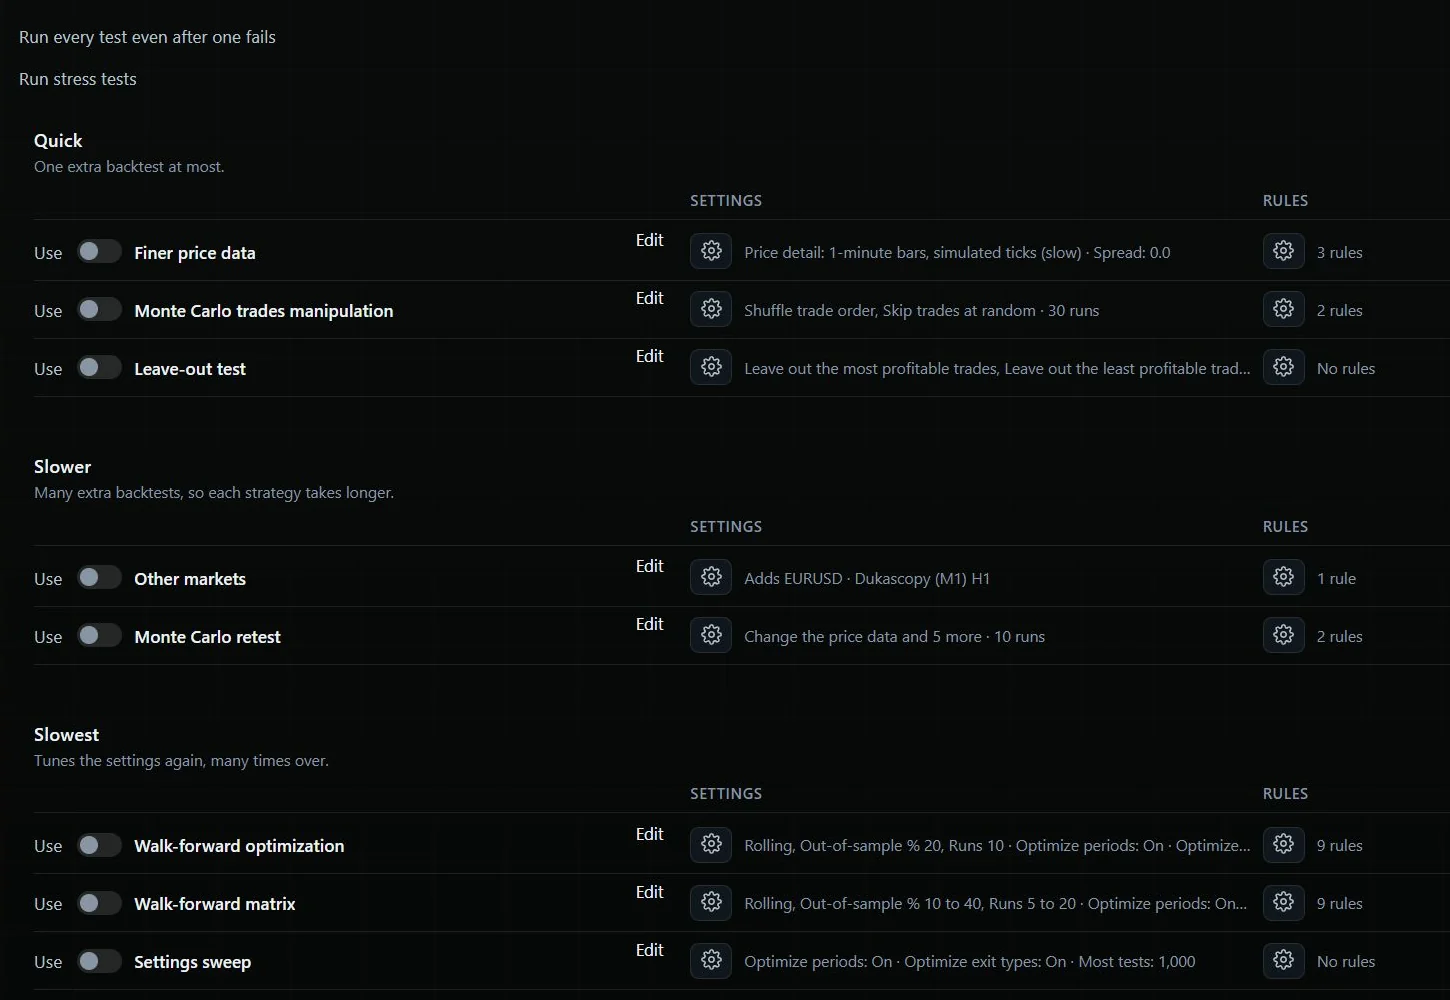 Run every test even after one fails
Run stress tests
Quick
One extra backtest at most.
SETTINGS RULES
Use Finer price data Edit Price detail: 1-minute bars, simulated ticks (slow) · Spread: 0.0 3 rules
Use Monte Carlo trades manipulation Edit Shuffle trade order, Skip trades at random · 30 runs 2 rules
Use Leave-out test Edit Leave out the most profitable trades, Leave out the least profitable trad... No rules
Slower
Many extra backtests, so each strategy takes longer.
SETTINGS RULES
Use Other markets Edit Adds EURUSD · Dukascopy (M1) H1 1 rule
Use Monte Carlo retest Edit Change the price data and 5 more · 10 runs 2 rules
Slowest
Tunes the settings again, many times over.
SETTINGS RULES
Use Walk-forward optimization Edit Rolling, Out-of-sample % 20, Runs 10 · Optimize periods: On · Optimize... 9 rules
Use Walk-forward matrix Edit Rolling, Out-of-sample % 10 to 40, Runs 5 to 20 · Optimize periods: On... 9 rules
Use Settings sweep Edit Optimize periods: On · Optimize exit types: On · Most tests: 1,000 No rules